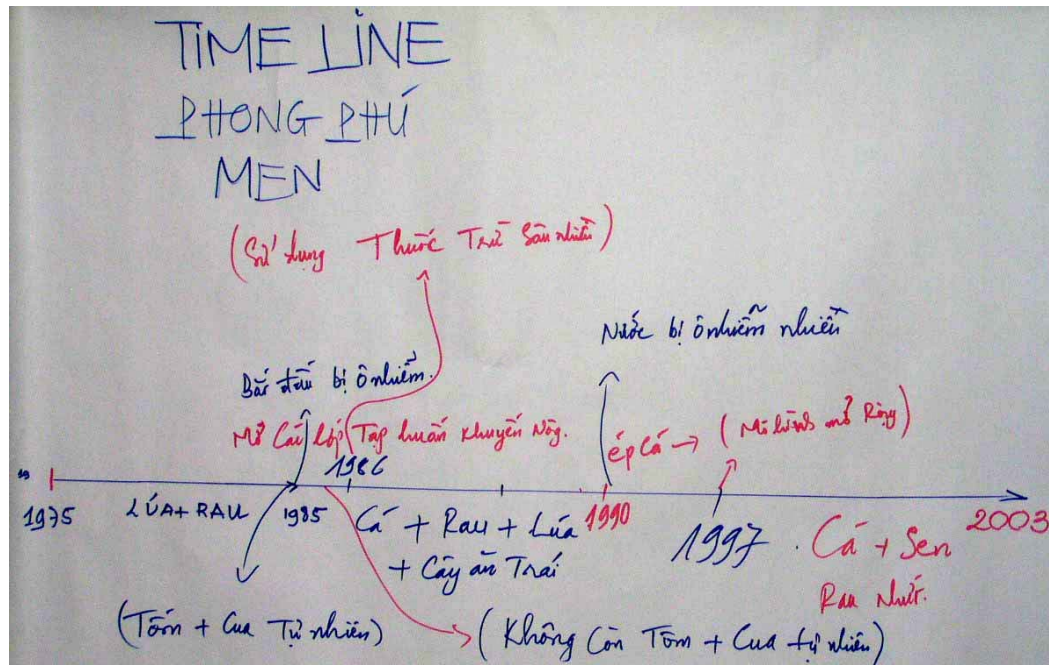 TIME LINE
PHONG PHÚ
MEN
(Sử dụng Thuốc Trừ Sâu nhiều)
Nước bị ô nhiễm nhiều
Bắt đầu bị ô nhiễm.
Mở Các lớp Tập huấn Khuyến Nông.
ép Cá → (Mô hình mở Rộng)
1986
1975
LÚA + RAU
1985
Cá + Rau + Lúa
+ Cây ăn Trái
1990
1997
Cá + Sen
Rau Nhút.
2003
(Tôm + Cua Tự nhiên)
(Không Còn Tôm + Cua tự nhiên)